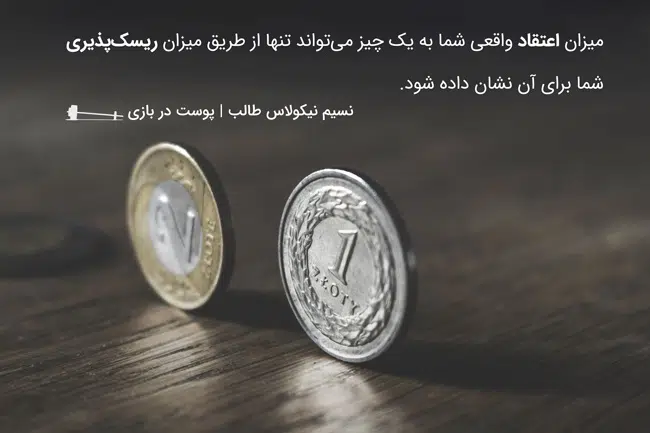 میزان اعتقاد واقعی شما به یک چیز می‌تواند تنها از طریق میزان ریسک‌پذیری
شما برای آن نشان داده شود.
نسیم نیکولاس طالب | پوست در بازی
2
1
ZŁOTY